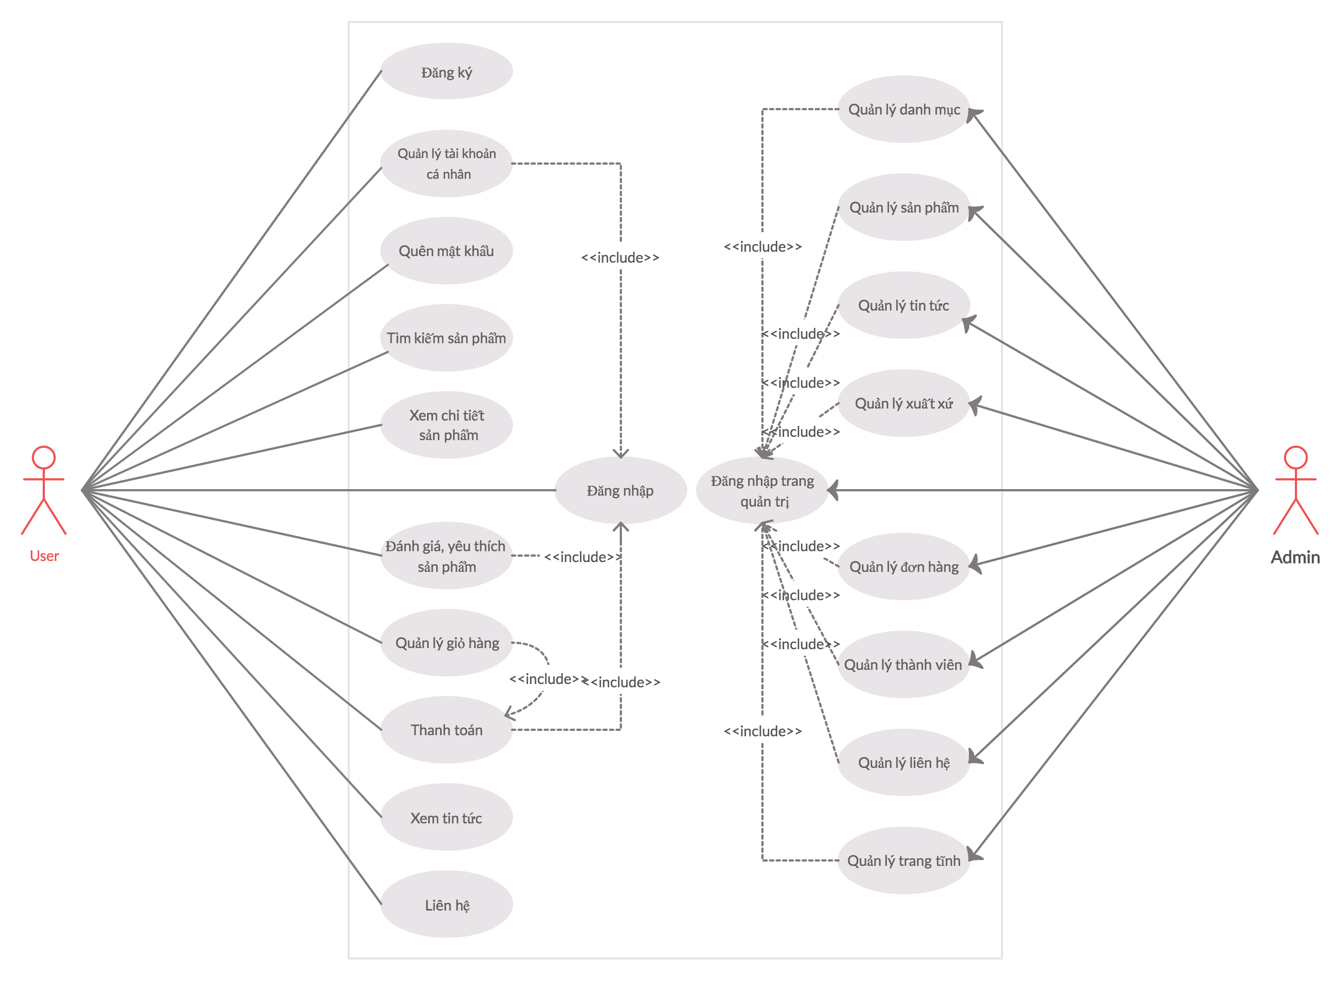 Đăng ký
Quản lý tài khoản
cá nhân
Quên mật khẩu
Tìm kiếm sản phẩm
Xem chi tiết
sản phẩm
Đăng nhập
Đánh giá, yêu thích
sản phẩm
Quản lý giỏ hàng
Thanh toán
Xem tin tức
Liên hệ
User
<<include>>
<<include>>
<<include>>
<<include>>
Quản lý danh mục
Quản lý sản phẩm
Quản lý tin tức
Quản lý xuất xứ
Đăng nhập trang
quản trị
Quản lý đơn hàng
Quản lý thành viên
Quản lý liên hệ
Quản lý trang tĩnh
<<include>>
<<include>>
<<include>>
<<include>>
<<include>>
<<include>>
<<include>>
<<include>>
Admin